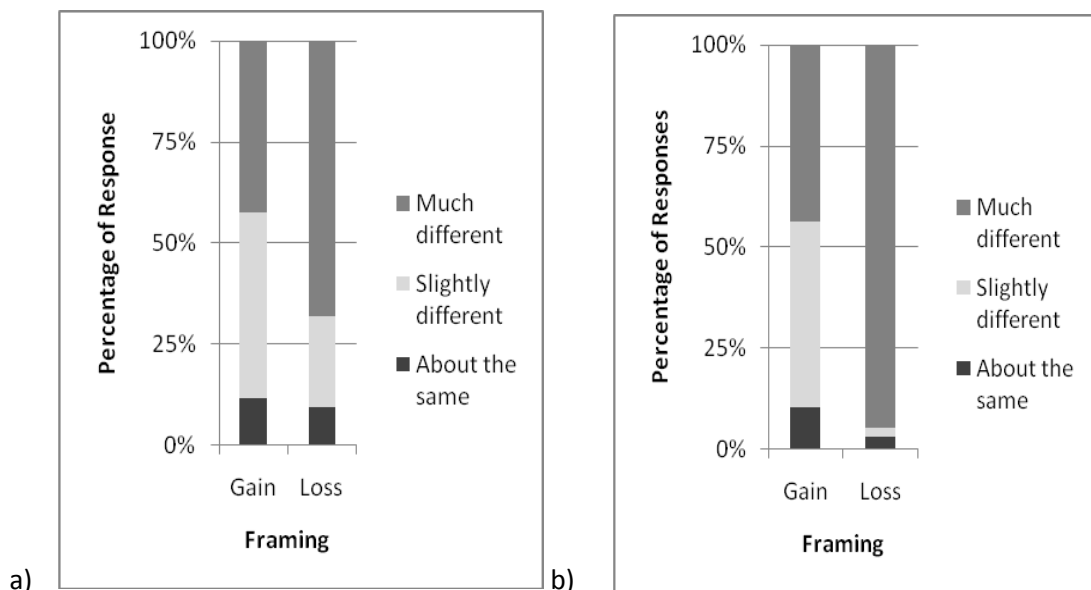 a)
Percentage of Response
100%
75%
50%
25%
0%
Gain
Loss
Framing
Much
different
Slightly
different
About the
same
b)
Percentage of Responses
100%
75%
50%
25%
0%
Gain
Loss
Framing
Much
different
Slightly
different
About the
same